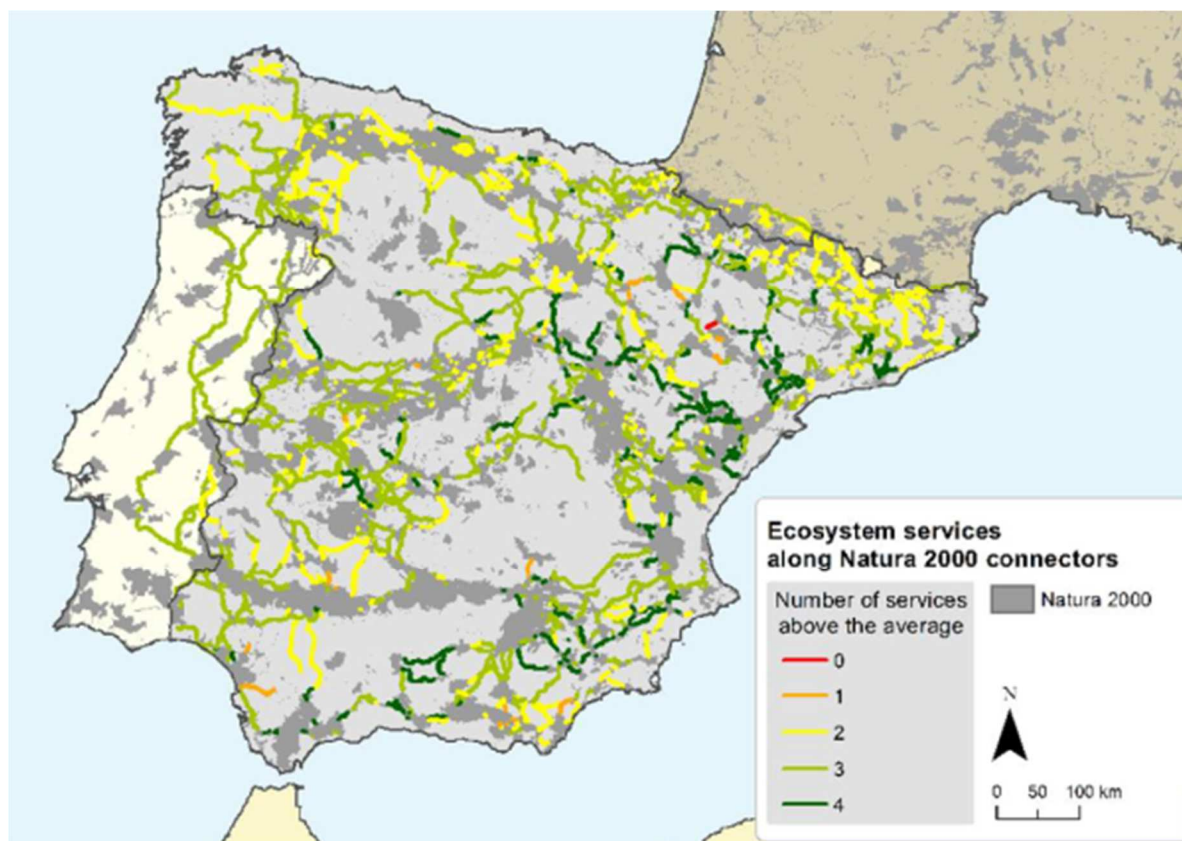 Ecosystem services
along Natura 2000 connectors
Number of services
above the average
0
1
2
3
4
Natura 2000
N
0 50 100 km